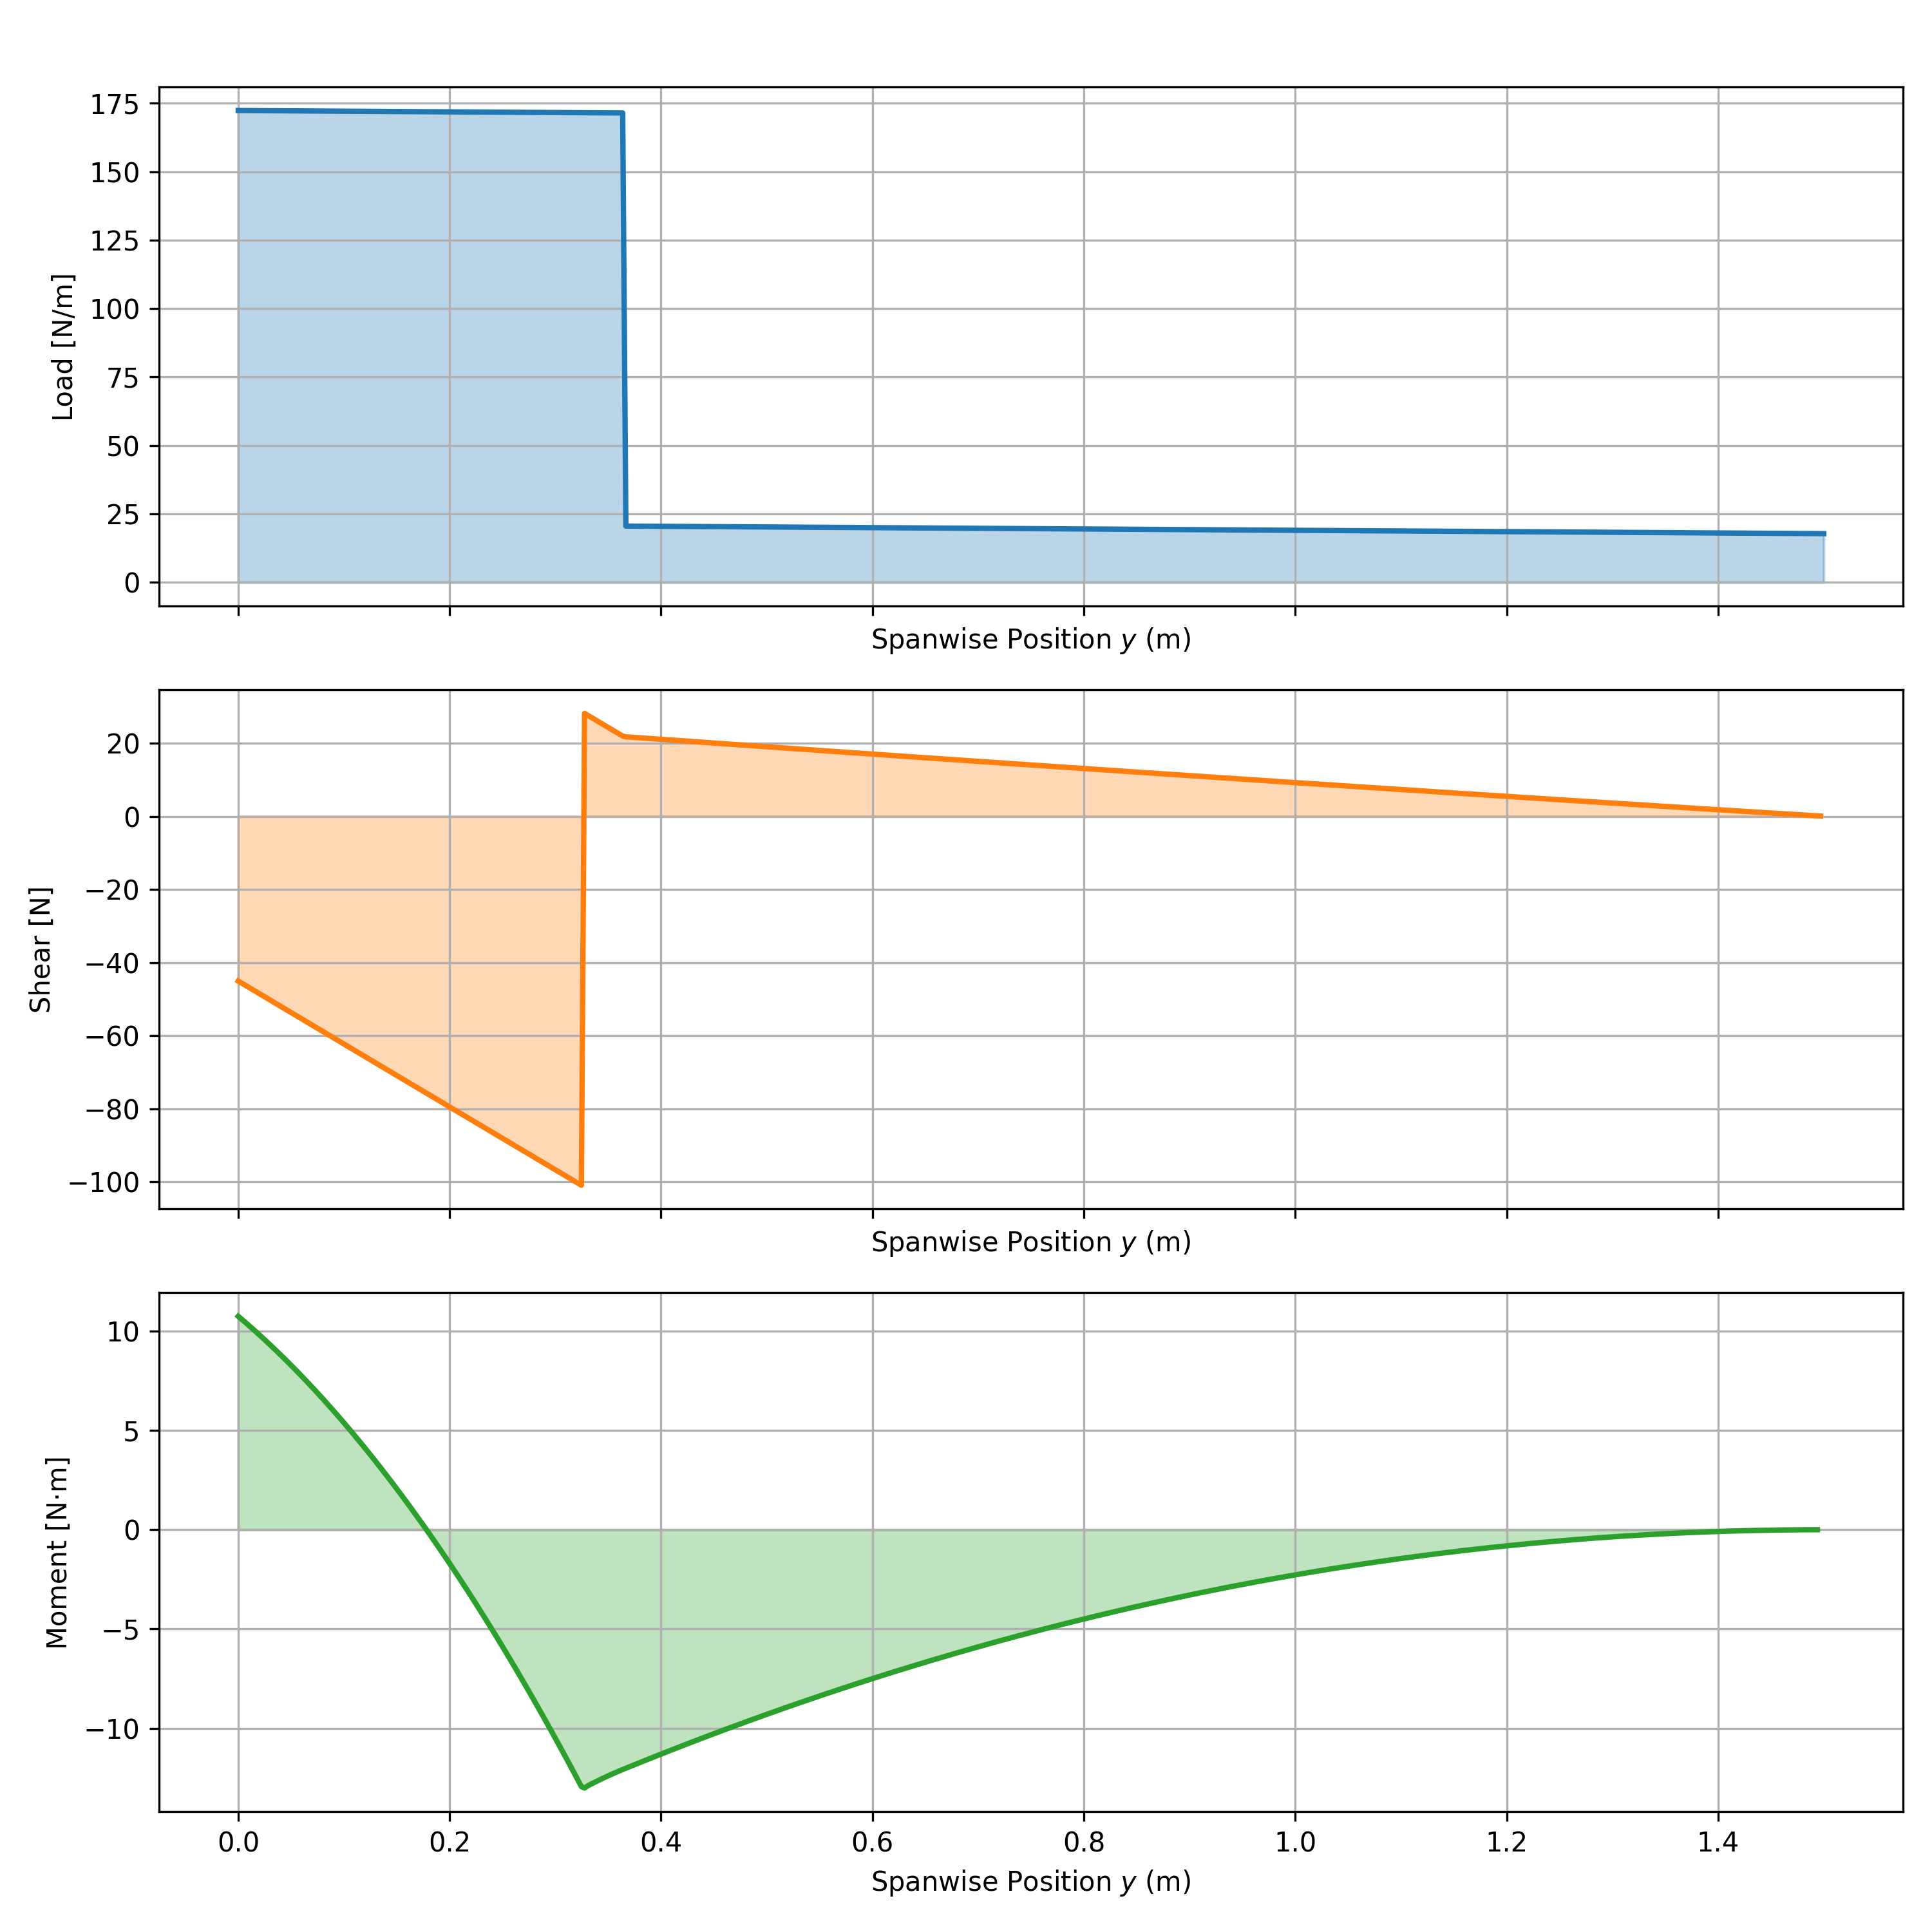 175
150
125
100
75
50
25
0
Load [N/m]
Spanwise Position y (m)
20
0
−20
−40
−60
−80
−100
Shear [N]
Spanwise Position y (m)
10
5
0
−5
−10
Moment [N·m]
0.0 0.2 0.4 0.6 0.8 1.0 1.2 1.4
Spanwise Position y (m)